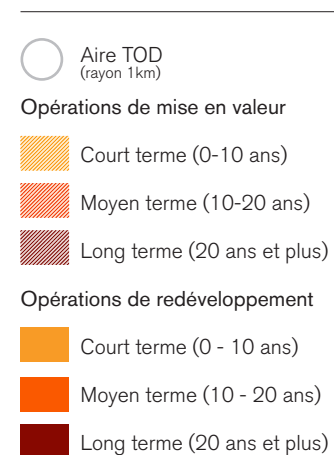 Aire TOD
(rayon 1km)
Opérations de mise en valeur
Court terme (0-10 ans)
Moyen terme (10-20 ans)
Long terme (20 ans et plus)
Opérations de redéveloppement
Court terme (0 - 10 ans)
Moyen terme (10 - 20 ans)
Long terme (20 ans et plus)